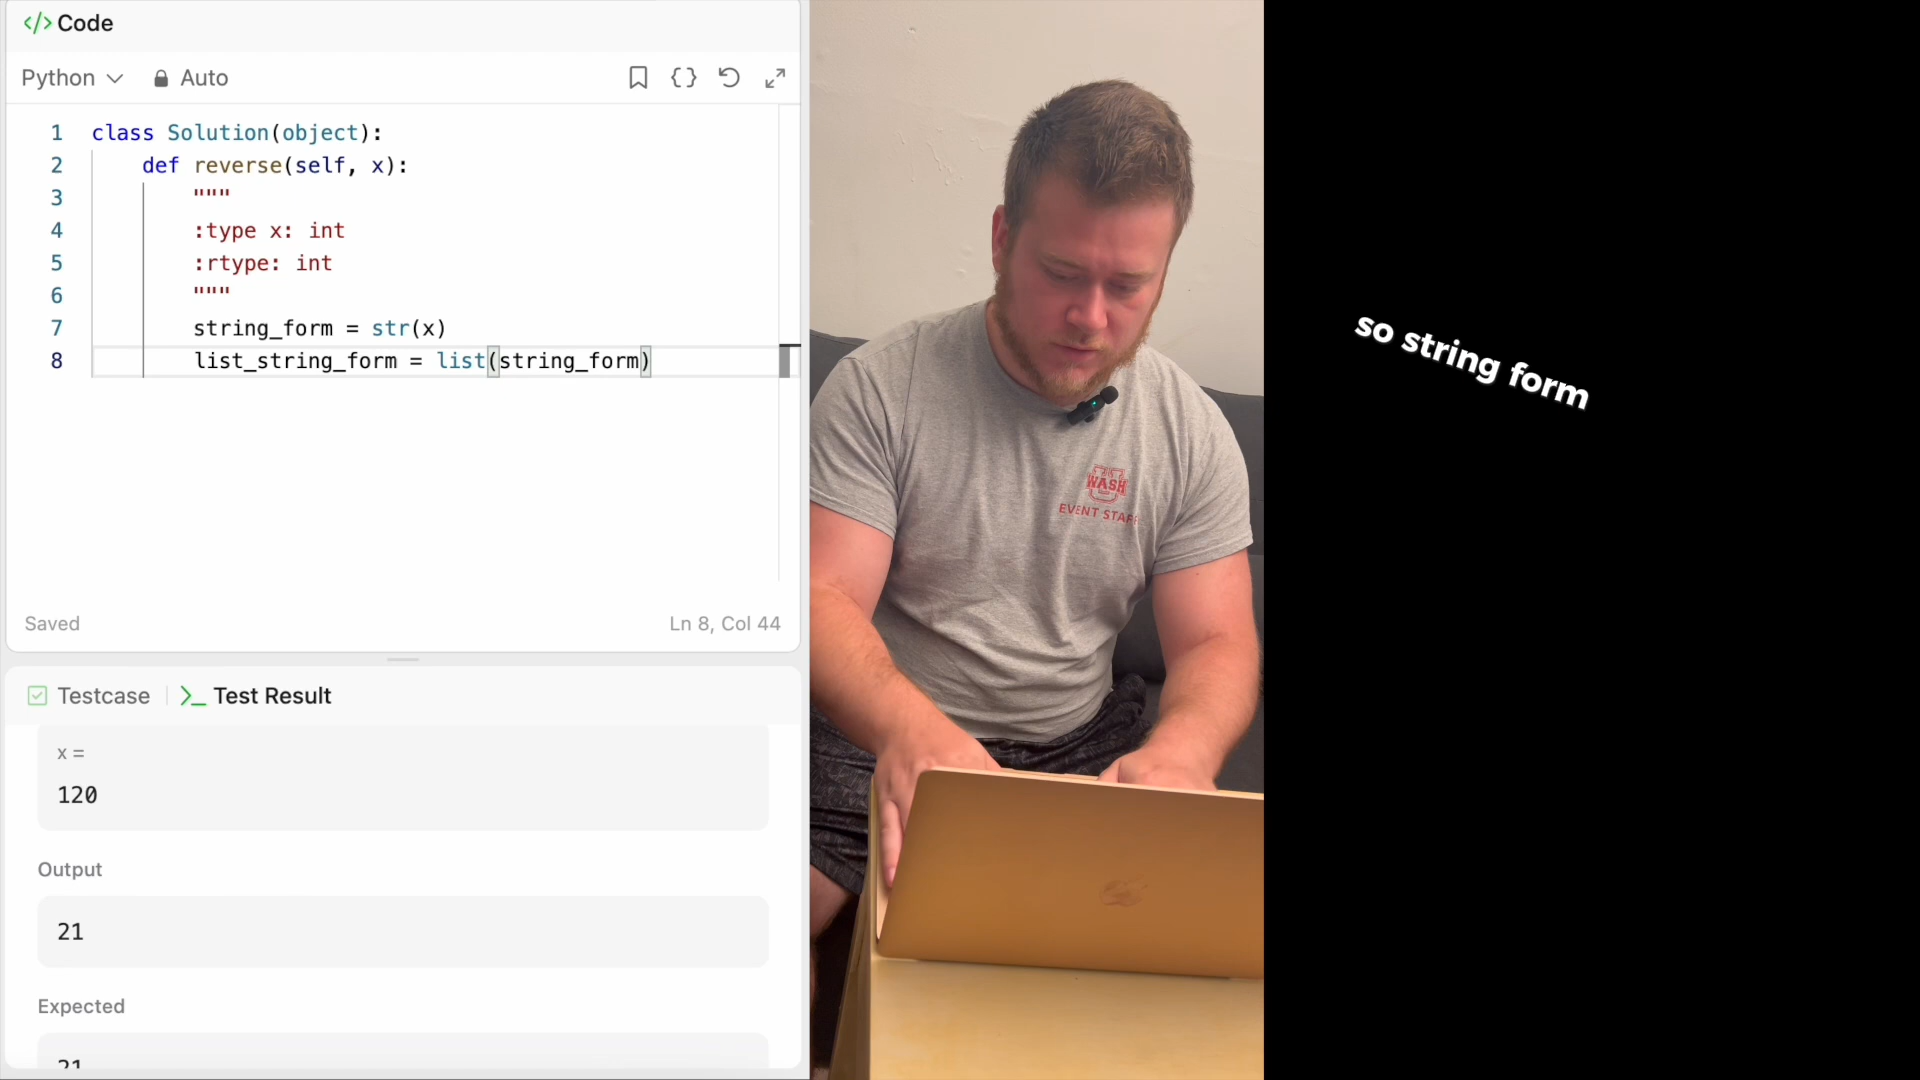 </> Code
Python Auto
1 class Solution(object):
2 def reverse(self, x):
3 """
4 :type x: int
5 :rtype: int
6 """
7 string_form = str(x)
8 list_string_form = list(string_form)
Saved Ln 8, Col 44
Testcase >_ Test Result
x =
120
Output
21
Expected
21
U
WASH
EVENT STAFF
so string form